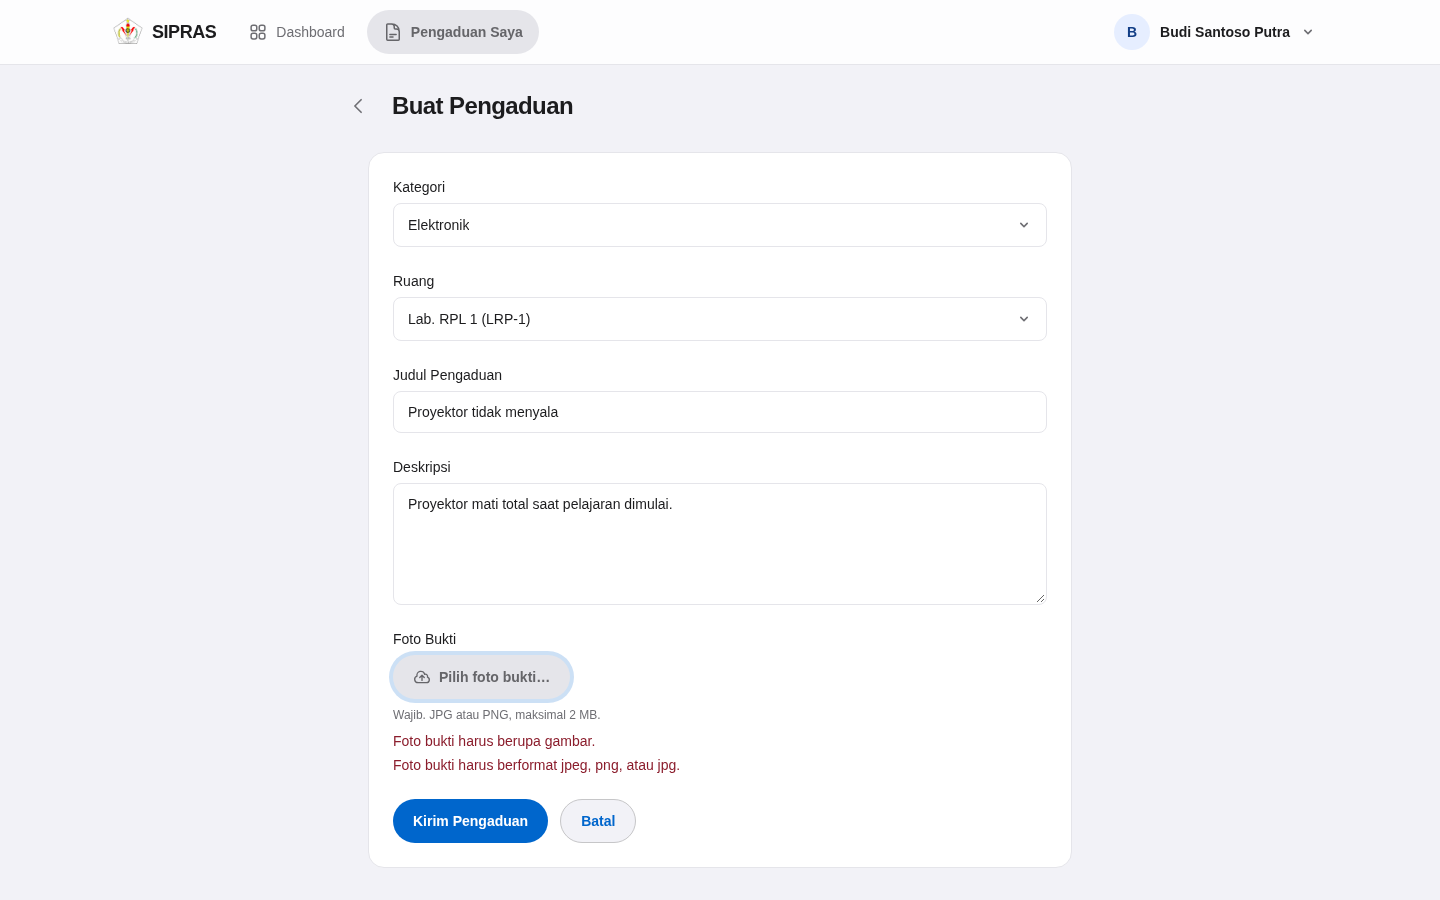 SIPRAS
Dashboard
Pengaduan Saya
B
Budi Santoso Putra
Buat Pengaduan
Kategori
Elektronik
Ruang
Lab. RPL 1 (LRP-1)
Judul Pengaduan
Proyektor tidak menyala
Deskripsi
Proyektor mati total saat pelajaran dimulai.
Foto Bukti
Pilih foto bukti...
Wajib. JPG atau PNG, maksimal 2 MB.
Foto bukti harus berupa gambar.
Foto bukti harus berformat jpeg, png, atau jpg.
Kirim Pengaduan
Batal